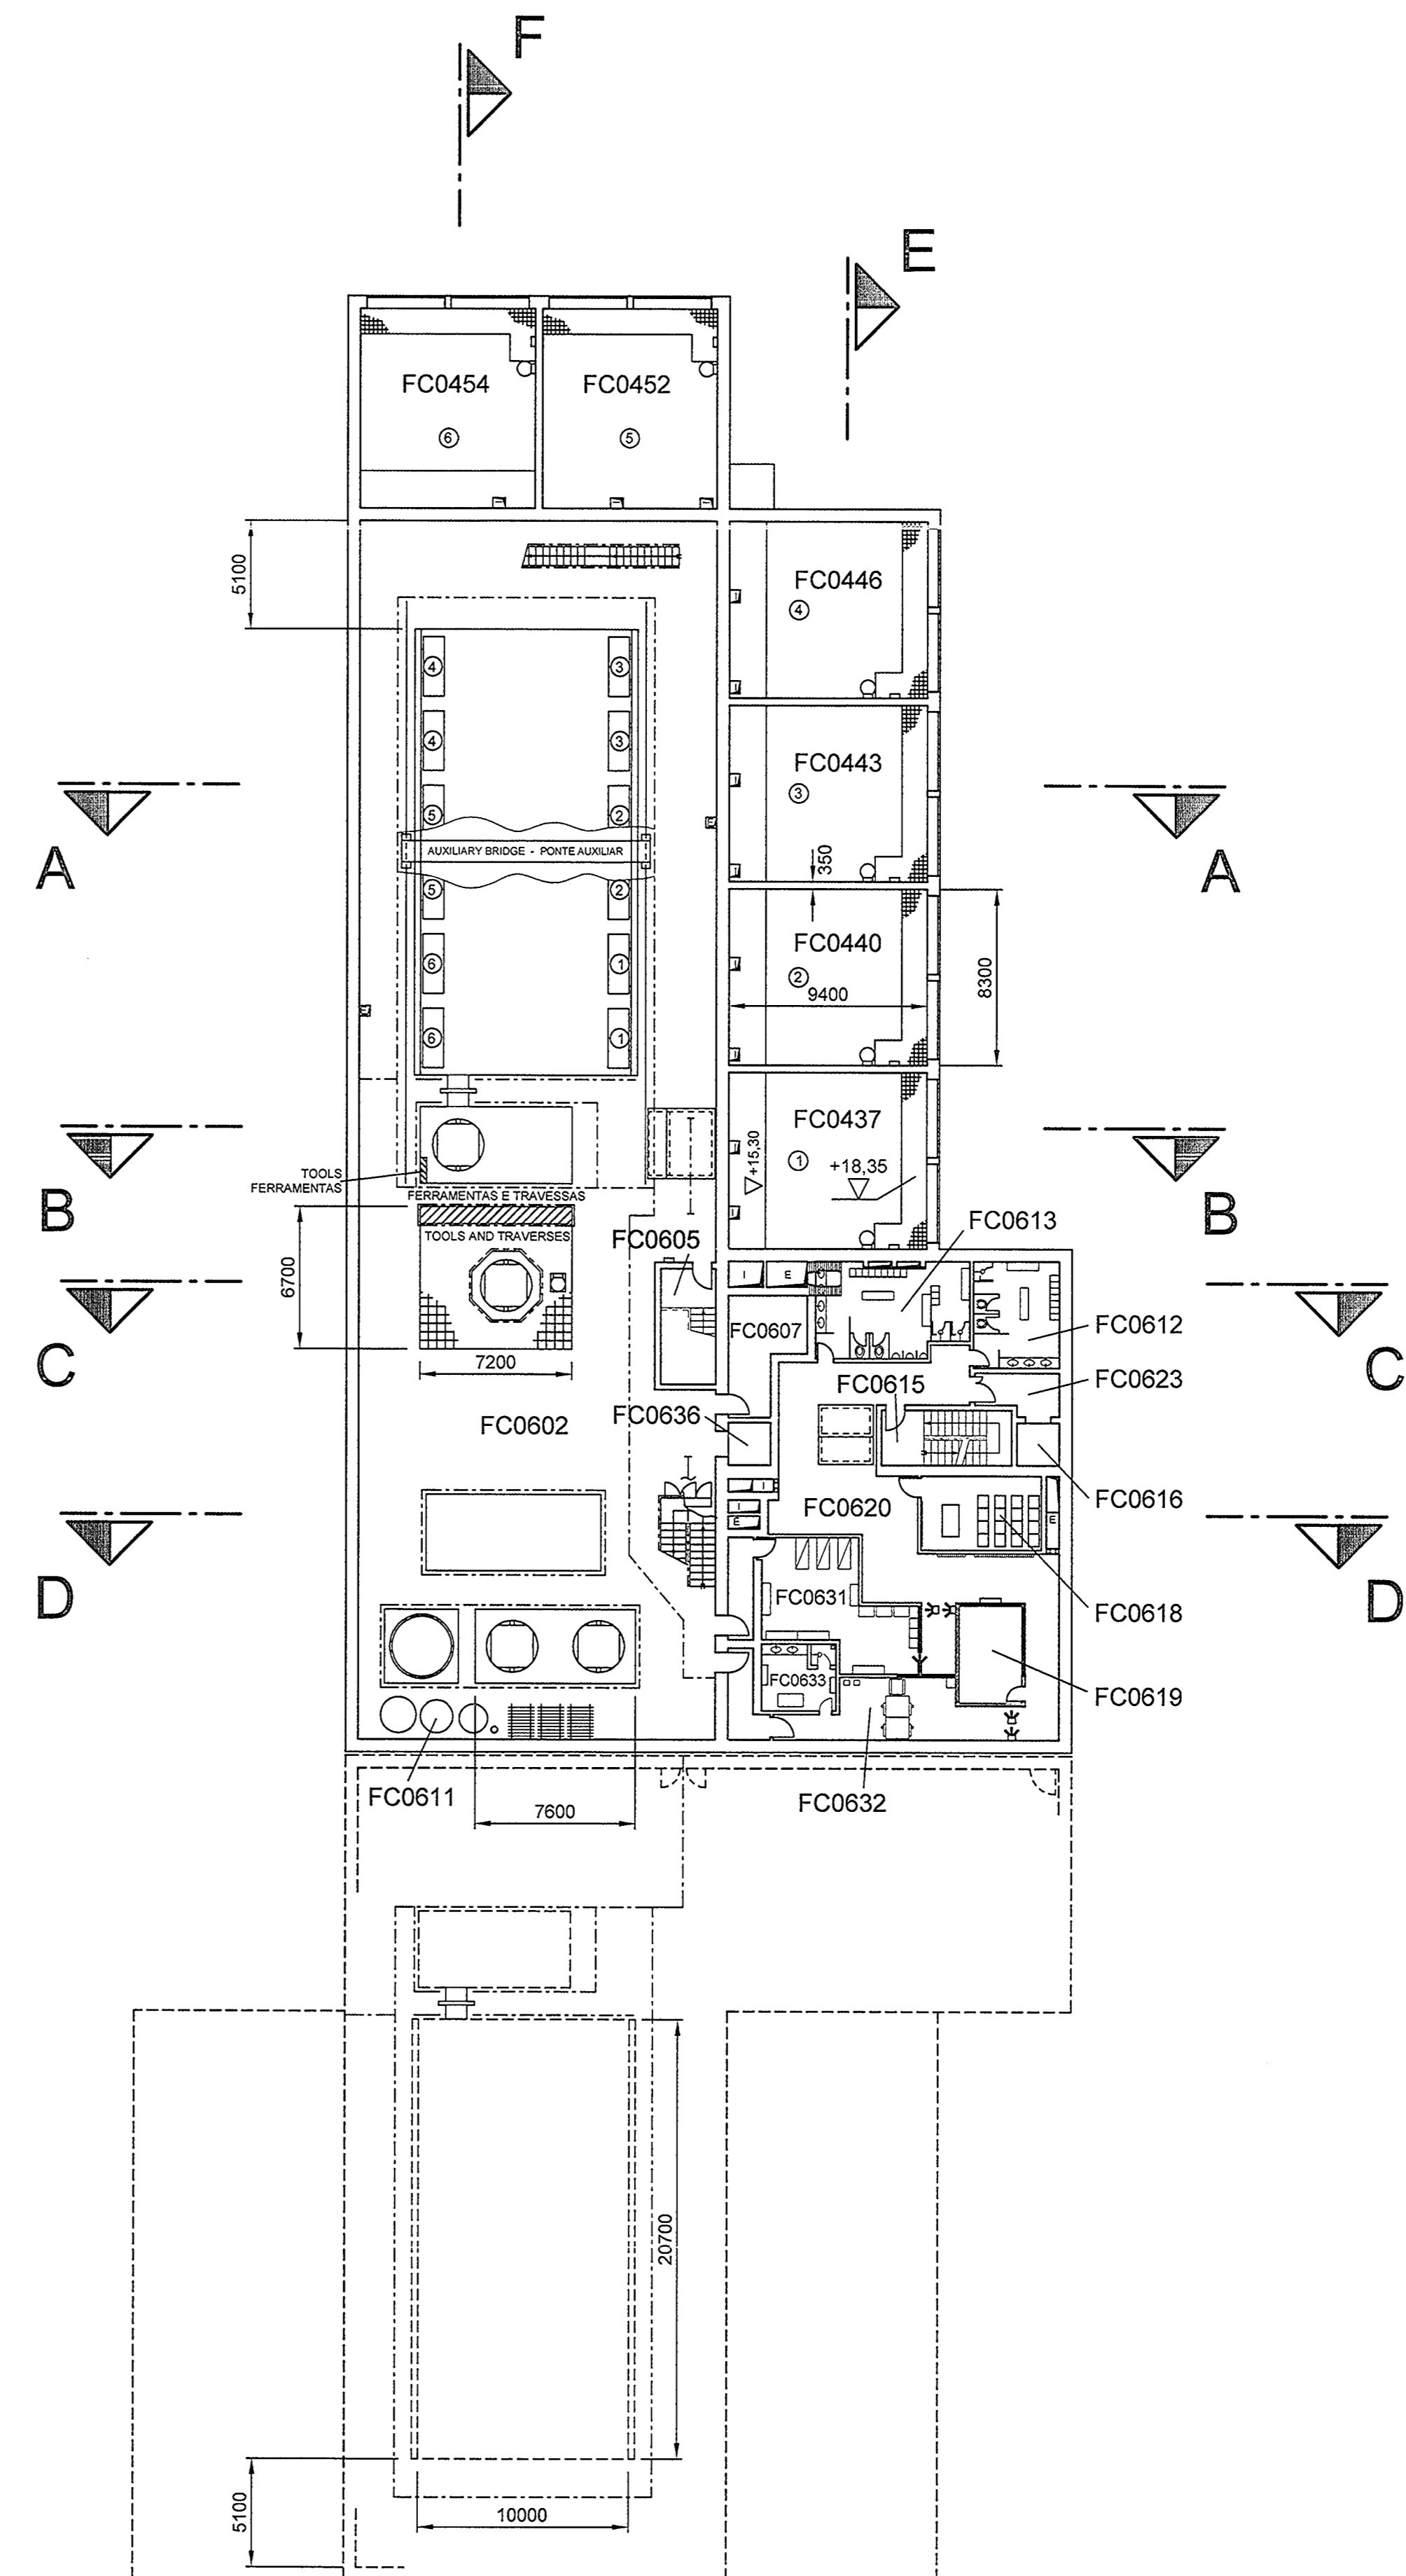 F
E
FC0454
FC0452
6
5
5100
FC0446
4
4
3
4
3
FC0443
3
A
A
5
2
350
AUXILIARY BRIDGE - PONTE AUXILIAR
5
2
FC0440
2
9400
8300
6
1
6
1
FC0437
1
+15,30
+18,35
B
B
TOOLS
FERRAMENTAS
FERRAMENTAS E TRAVESSAS
TOOLS AND TRAVERSES
FC0605
FC0613
6700
I
E
FC0607
FC0612
C
C
7200
FC0615
FC0623
FC0602
FC0636
FC0616
I
I
E
FC0620
E
D
D
FC0631
FC0618
FC0633
FC0619
FC0611
FC0632
7600
20700
5100
10000